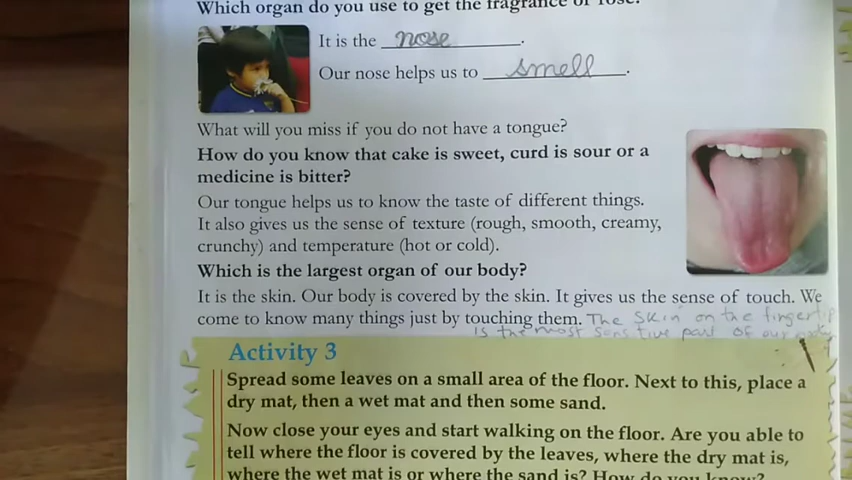 Which organ do you use to get the fragrance of rose?
It is the nose.
Our nose helps us to smell.
What will you miss if you do not have a tongue?
How do you know that cake is sweet, curd is sour or a
medicine is bitter?
Our tongue helps us to know the taste of different things.
It also gives us the sense of texture (rough, smooth, creamy,
crunchy) and temperature (hot or cold).
Which is the largest organ of our body?
It is the skin. Our body is covered by the skin. It gives us the sense of touch. We
come to know many things just by touching them. The skin on the fingertip
is the most sensitive part of our body
Activity 3
Spread some leaves on a small area of the floor. Next to this, place a
dry mat, then a wet mat and then some sand.
Now close your eyes and start walking on the floor. Are you able to
tell where the floor is covered by the leaves, where the dry mat is,
where the wet mat is or where the sand is? How do you know?